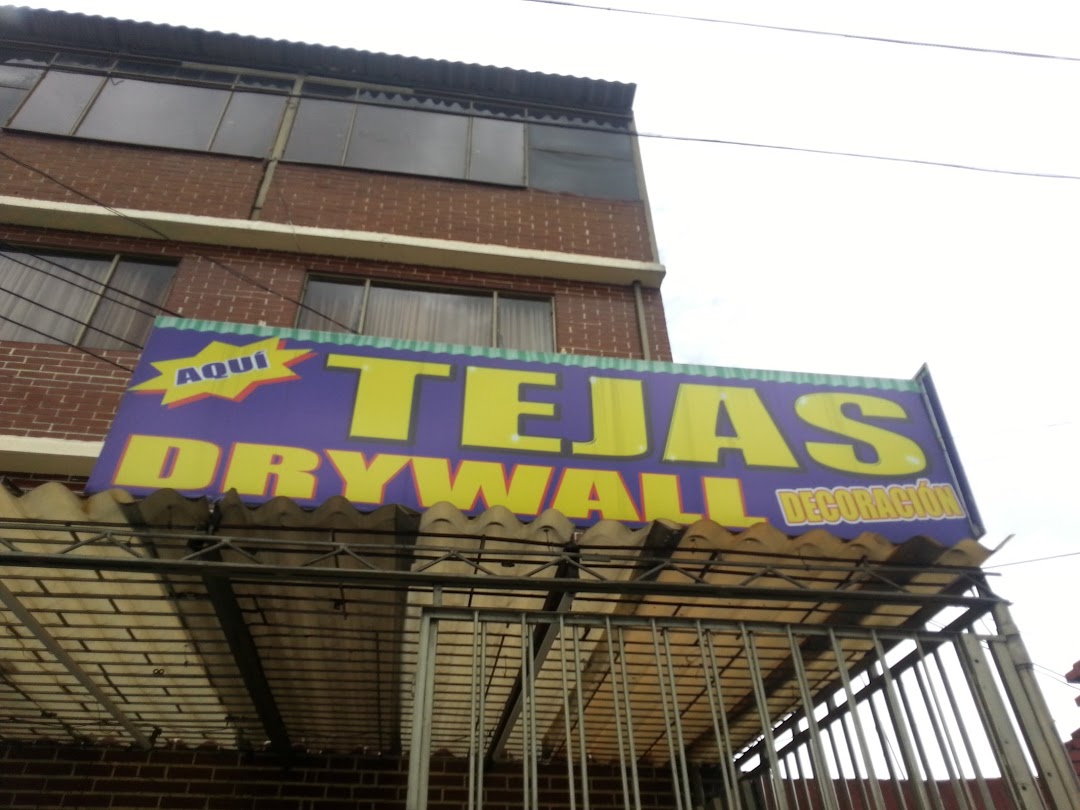 AQUÍ
TEJAS
DRYWALL
DECORACIÓN